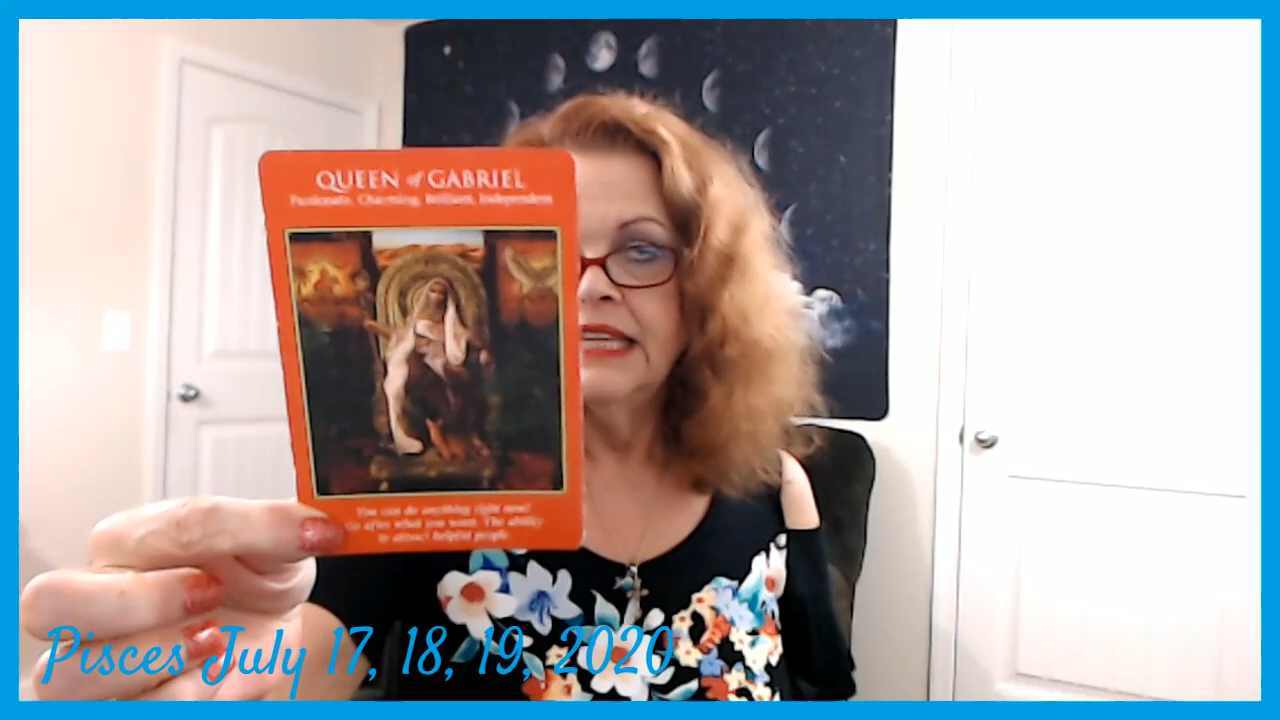 QUEEN of GABRIEL
Passionate, Charming, Brilliant, Independent
You can do anything right now!
Go after what you want. The ability
to attract helpful people.
Pisces July 17, 18, 19, 2020